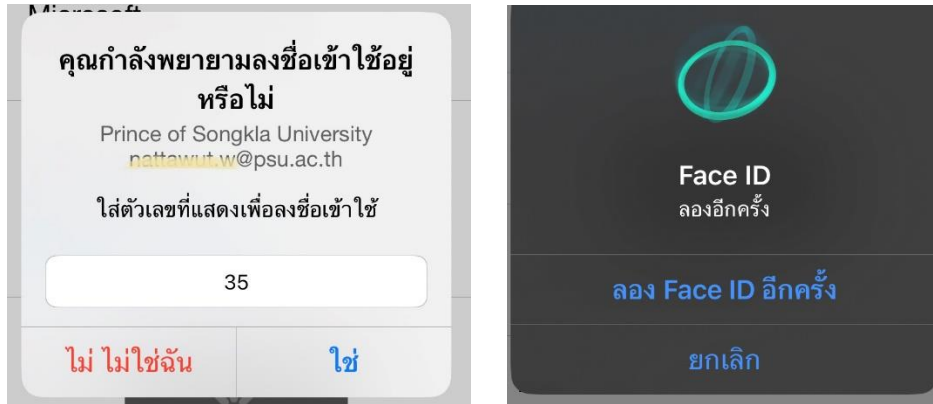 Microsoft
คุณกำลังพยายามลงชื่อเข้าใช้อยู่
หรือไม่
Prince of Songkla University
nattawut.w@psu.ac.th
ใส่ตัวเลขที่แสดงเพื่อลงชื่อเข้าใช้
35
ไม่ ไม่ใช่ฉัน
ใช่
Face ID
ลองอีกครั้ง
ลอง Face ID อีกครั้ง
ยกเลิก